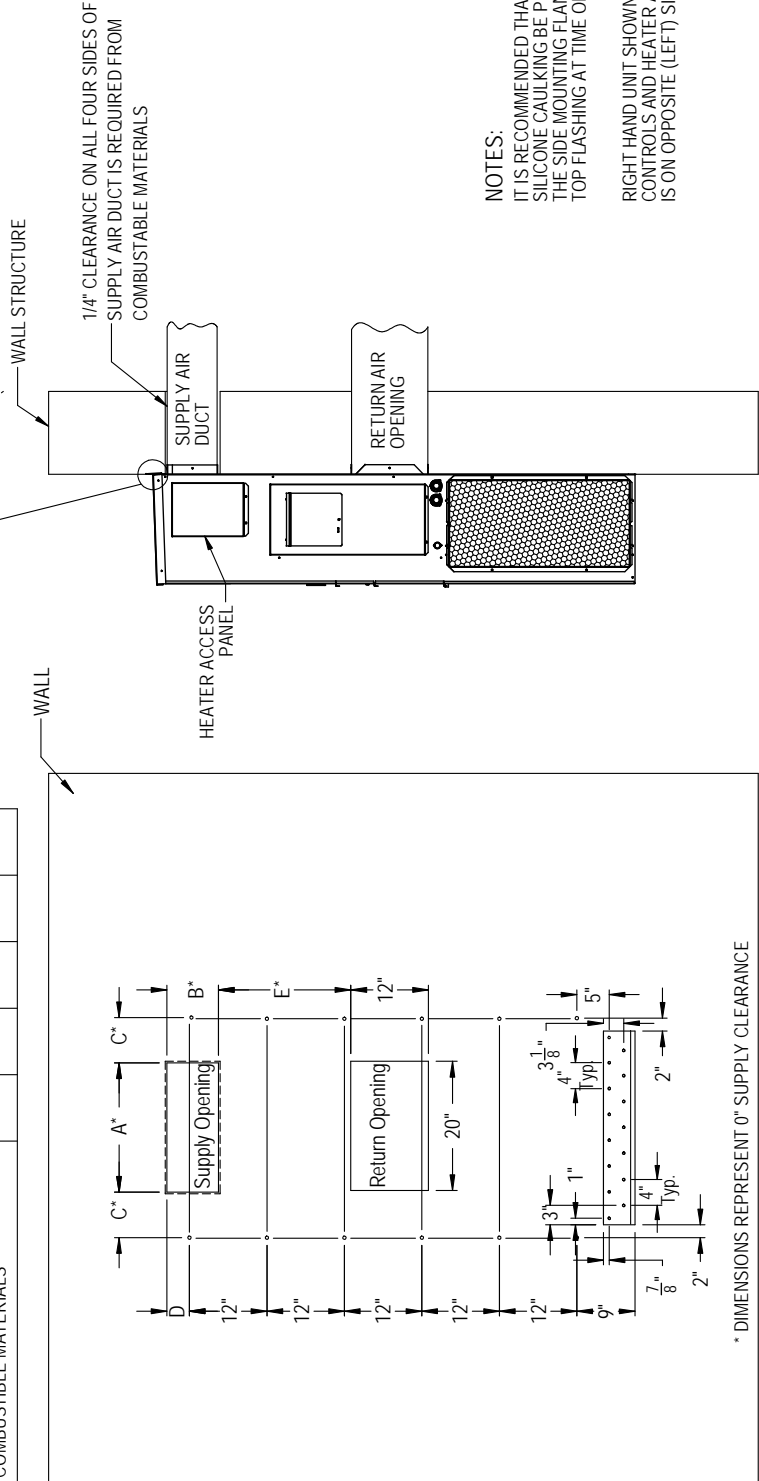 COMBUSTIBLE MATERIALS
WALL
C*
A*
C*
B*
E*
12"
Supply Opening
Return Opening
20"
D
12"
12"
12"
12"
12"
9"
5"
3 1/8"
4"
Typ.
2"
1"
3"
4"
Typ.
7/8"
2"
* DIMENSIONS REPRESENT 0" SUPPLY CLEARANCE
WALL STRUCTURE
1/4" CLEARANCE ON ALL FOUR SIDES OF
SUPPLY AIR DUCT IS REQUIRED FROM
COMBUSTABLE MATERIALS
SUPPLY AIR
DUCT
RETURN AIR
OPENING
HEATER ACCESS
PANEL
NOTES:
IT IS RECOMMENDED THA
SILICONE CAULKING BE P
THE SIDE MOUNTING FLAN
TOP FLASHING AT TIME O
RIGHT HAND UNIT SHOWN
CONTROLS AND HEATER A
IS ON OPPOSITE (LEFT) SI